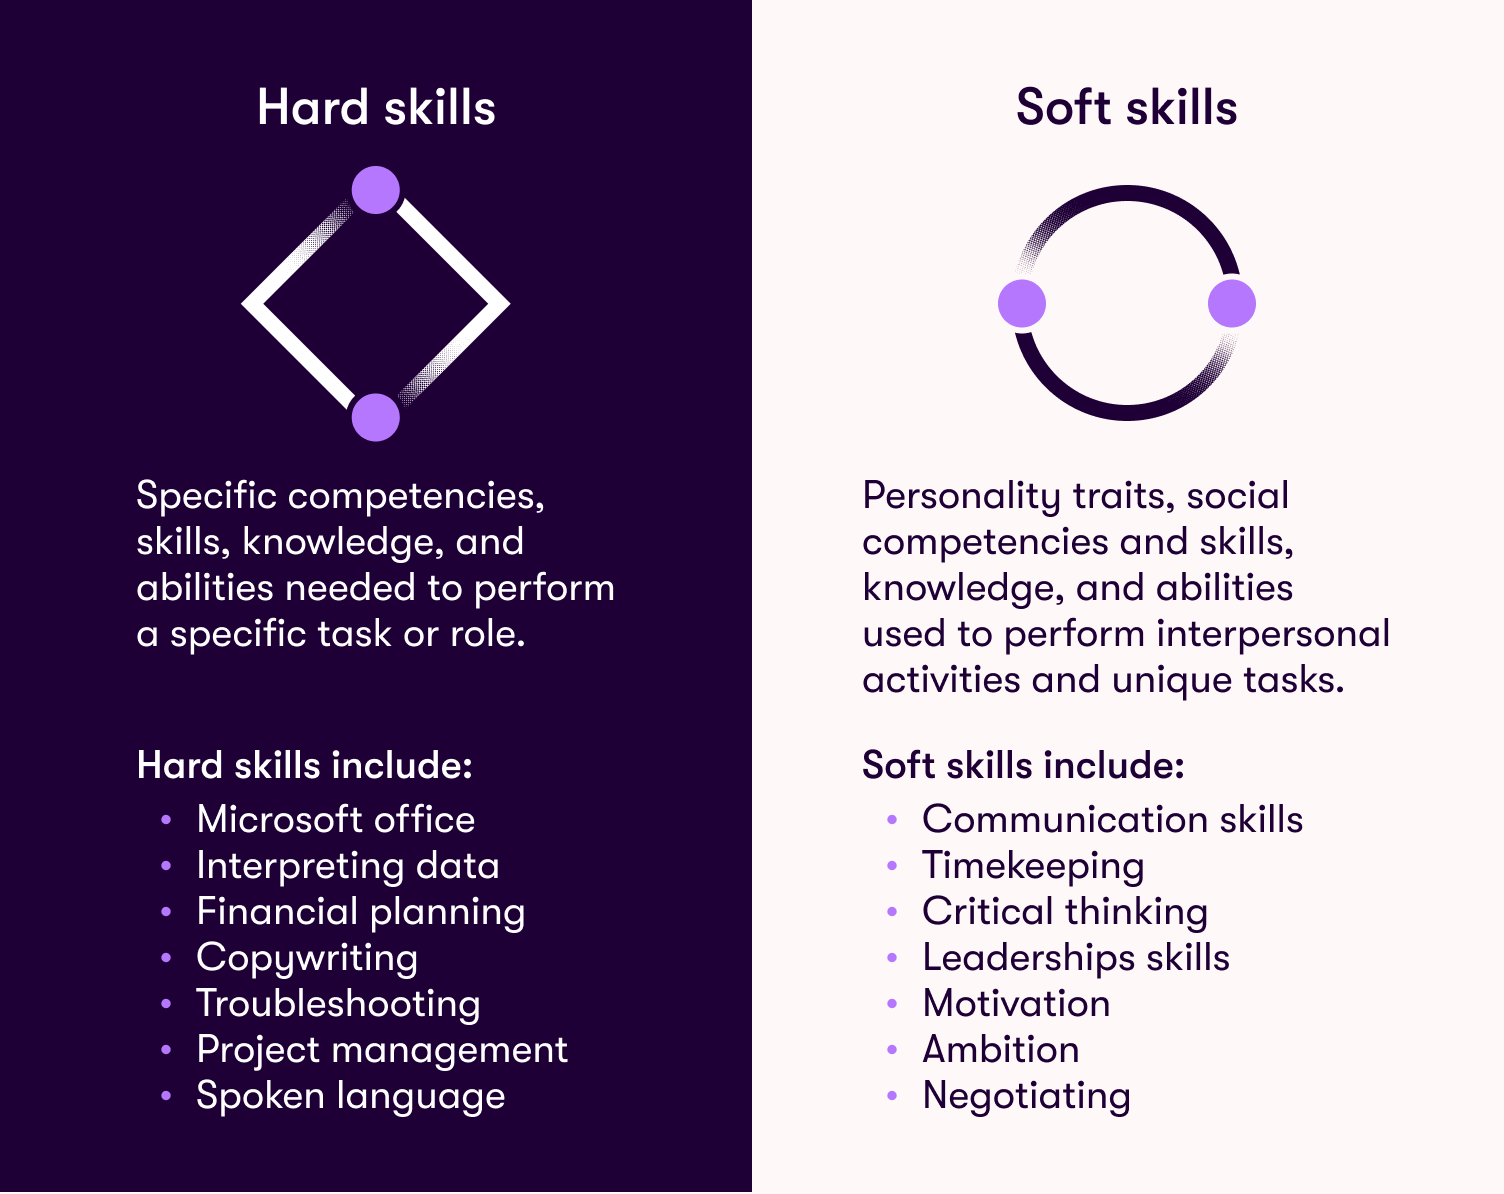 Hard skills
Specific competencies,
skills, knowledge, and
abilities needed to perform
a specific task or role.
Hard skills include:
• Microsoft office
• Interpreting data
• Financial planning
• Copywriting
• Troubleshooting
• Project management
• Spoken language
Soft skills
Personality traits, social
competencies and skills,
knowledge, and abilities
used to perform interpersonal
activities and unique tasks.
Soft skills include:
• Communication skills
• Timekeeping
• Critical thinking
• Leaderships skills
• Motivation
• Ambition
• Negotiating